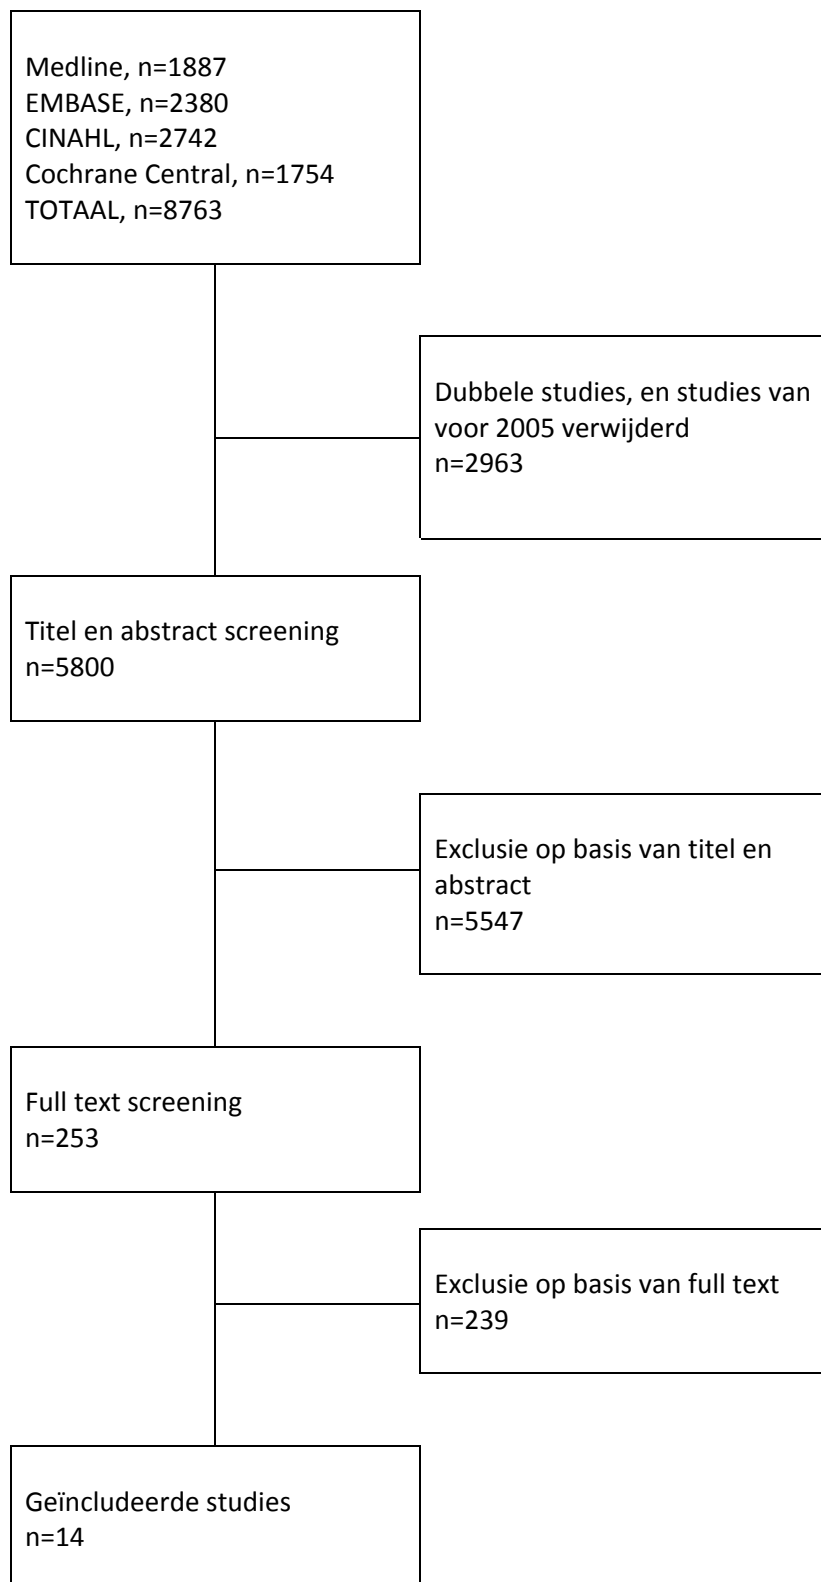 Medline, n=1887
EMBASE, n=2380
CINAHL, n=2742
Cochrane Central, n=1754
TOTAAL, n=8763
Dubbele studies, en studies van
voor 2005 verwijderd
n=2963
Titel en abstract screening
n=5800
Exclusie op basis van titel en
abstract
n=5547
Full text screening
n=253
Exclusie op basis van full text
n=239
Geïncludeerde studies
n=14